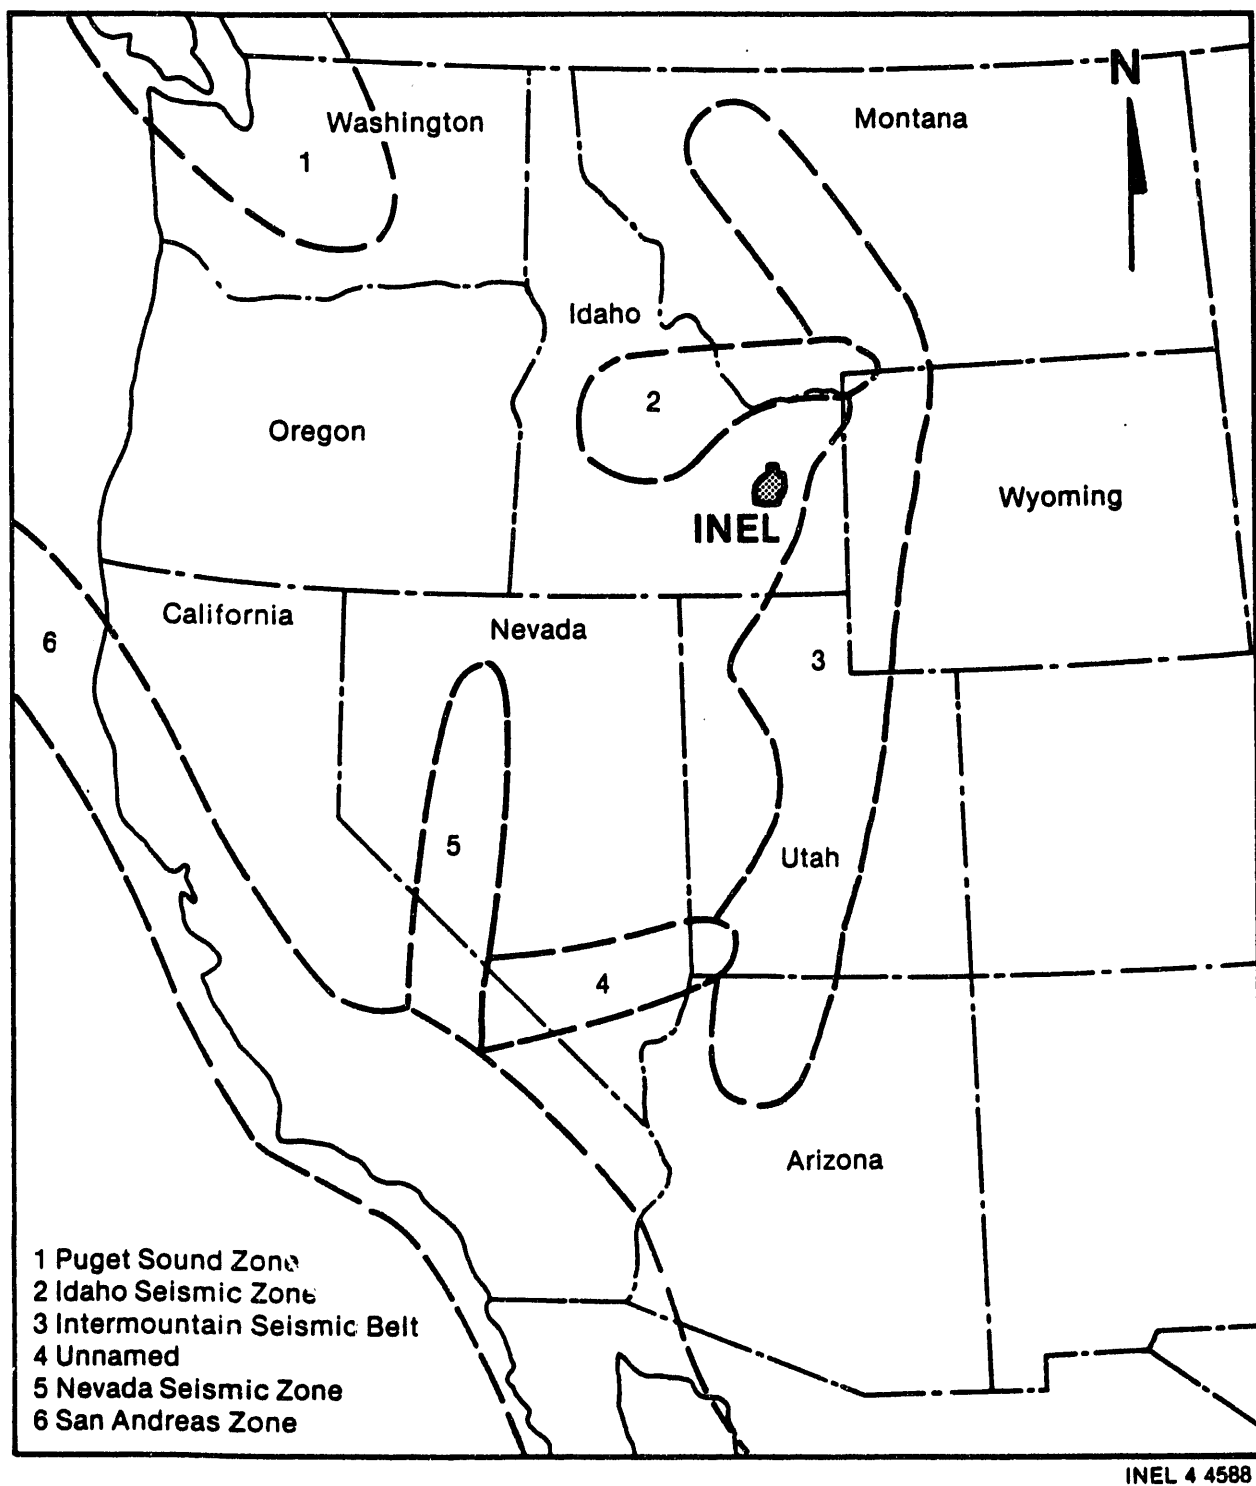 N
Washington
Montana
1
Idaho
2
Oregon
Wyoming
INEL
California
Nevada
6
3
5
Utah
4
Arizona
1 Puget Sound Zone
2 Idaho Seismic Zone
3 Intermountain Seismic Belt
4 Unnamed
5 Nevada Seismic Zone
6 San Andreas Zone
INEL 4 4588